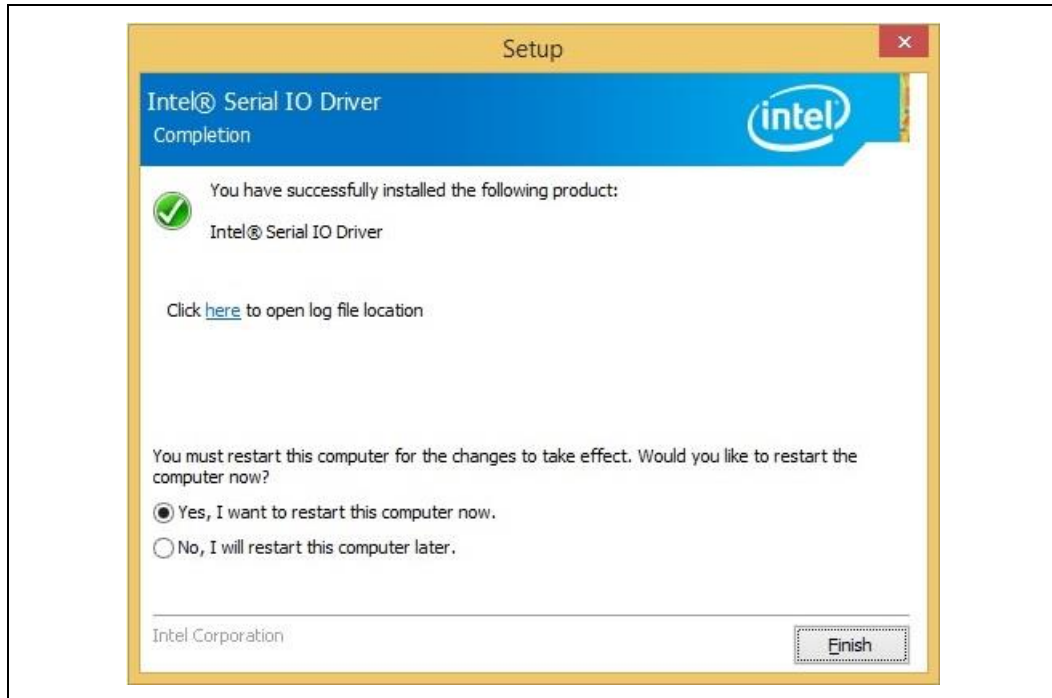 Setup
Intel® Serial IO Driver
Completion
intel
You have successfully installed the following product:
Intel® Serial IO Driver
Click here to open log file location
You must restart this computer for the changes to take effect. Would you like to restart the
computer now?
Yes, I want to restart this computer now.
No, I will restart this computer later.
Intel Corporation
Finish